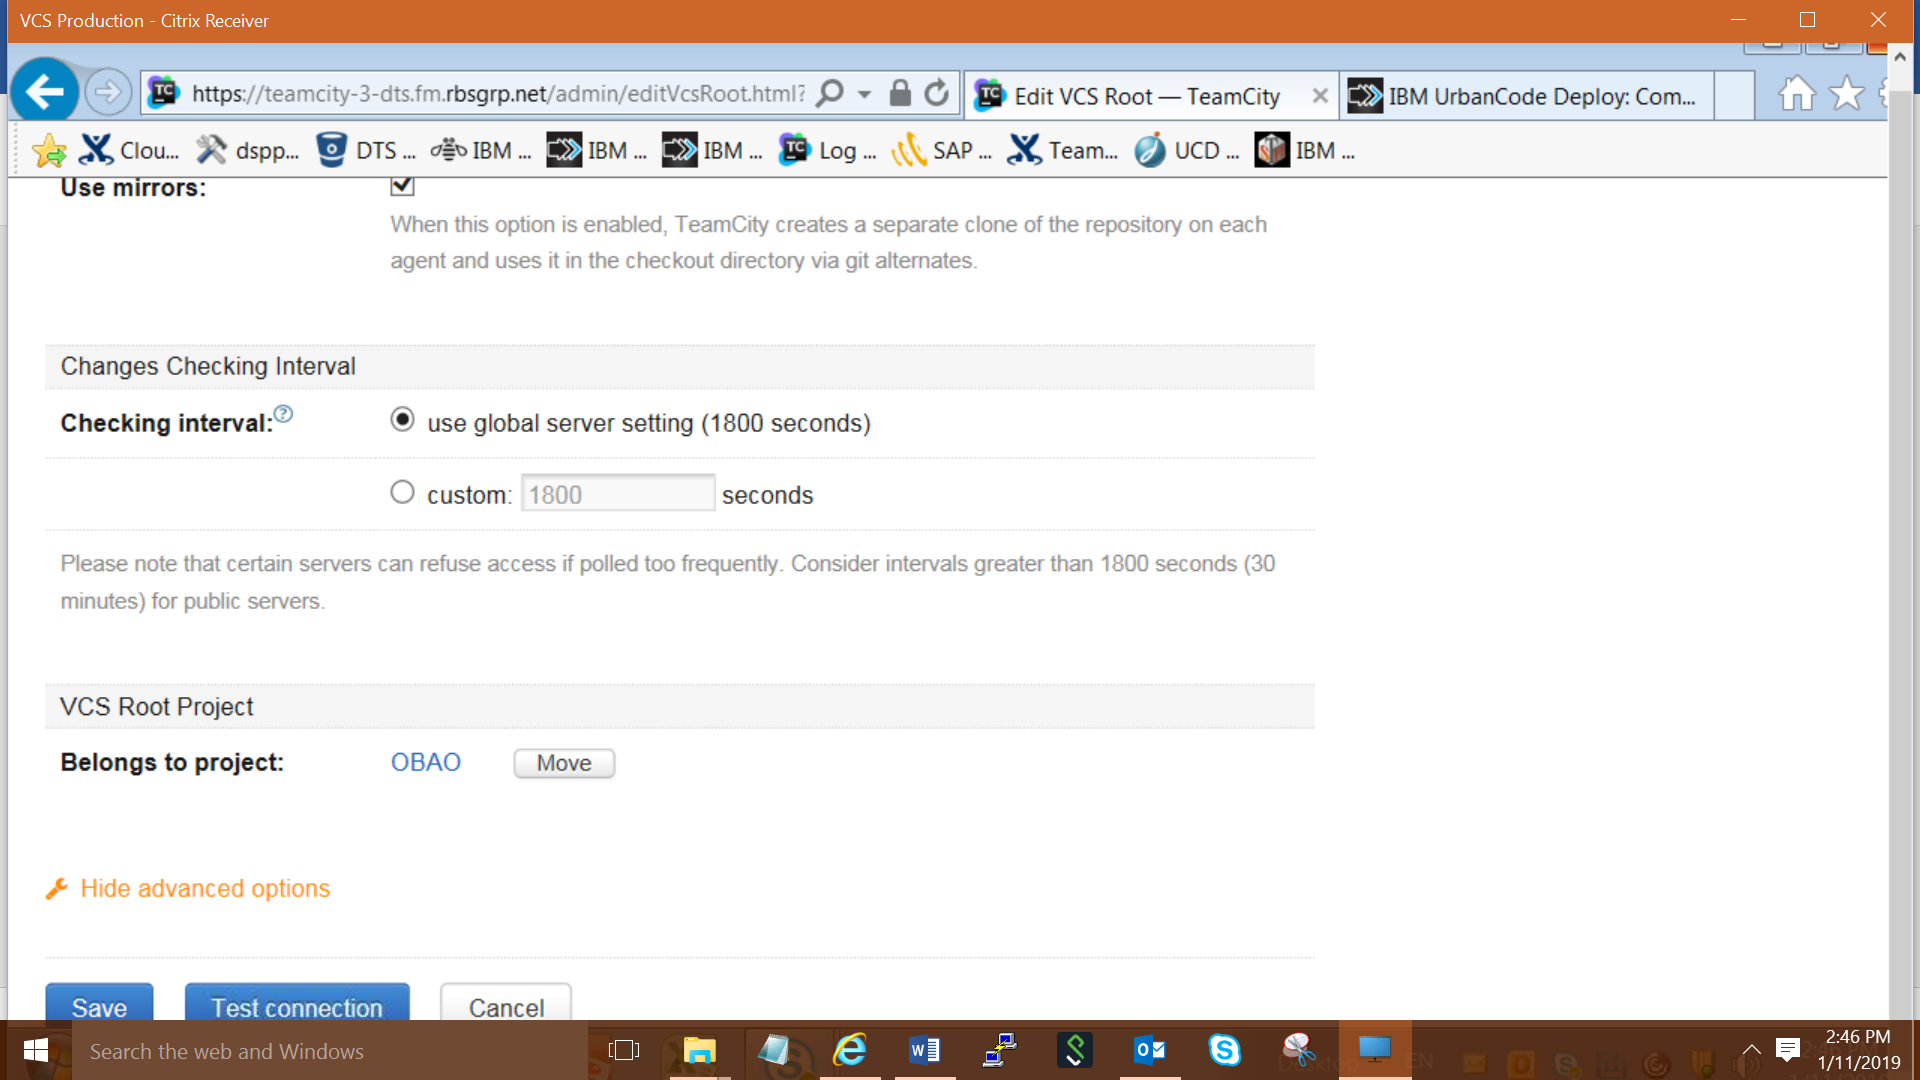 VCS Production - Citrix Receiver
https://teamcity-3-dts.fm.rbsgrp.net/admin/editVcsRoot.html?
Edit VCS Root — TeamCity
IBM UrbanCode Deploy: Com...
Clou... dspp... DTS ... IBM ... IBM ... IBM ... Log ... SAP ... Team... UCD ... IBM ...
Use mirrors:
When this option is enabled, TeamCity creates a separate clone of the repository on each
agent and uses it in the checkout directory via git alternates.
Changes Checking Interval
Checking interval:? use global server setting (1800 seconds)
custom: 1800 seconds
Please note that certain servers can refuse access if polled too frequently. Consider intervals greater than 1800 seconds (30
minutes) for public servers.
VCS Root Project
Belongs to project: OBAO Move
Hide advanced options
Save Test connection Cancel
Search the web and Windows
2:46 PM
1/11/2019